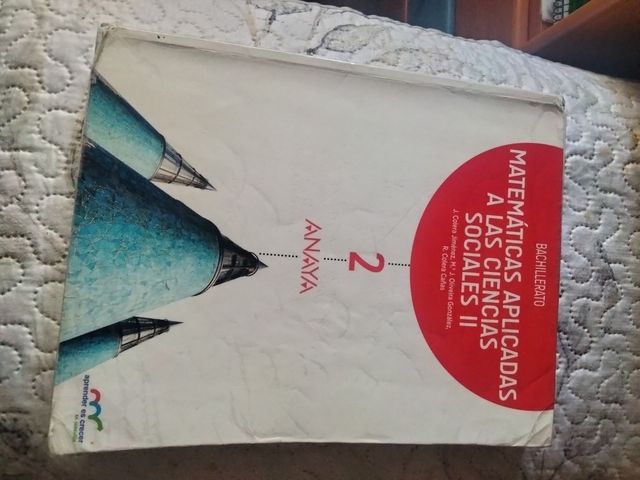 BACHILLERATO
MATEMÁTICAS APLICADAS
A LAS CIENCIAS
SOCIALES II
J. Colera Jiménez, M.ª J. Oliveira González,
R. Colera Cañas
2
ANAYA
aprender es crecer